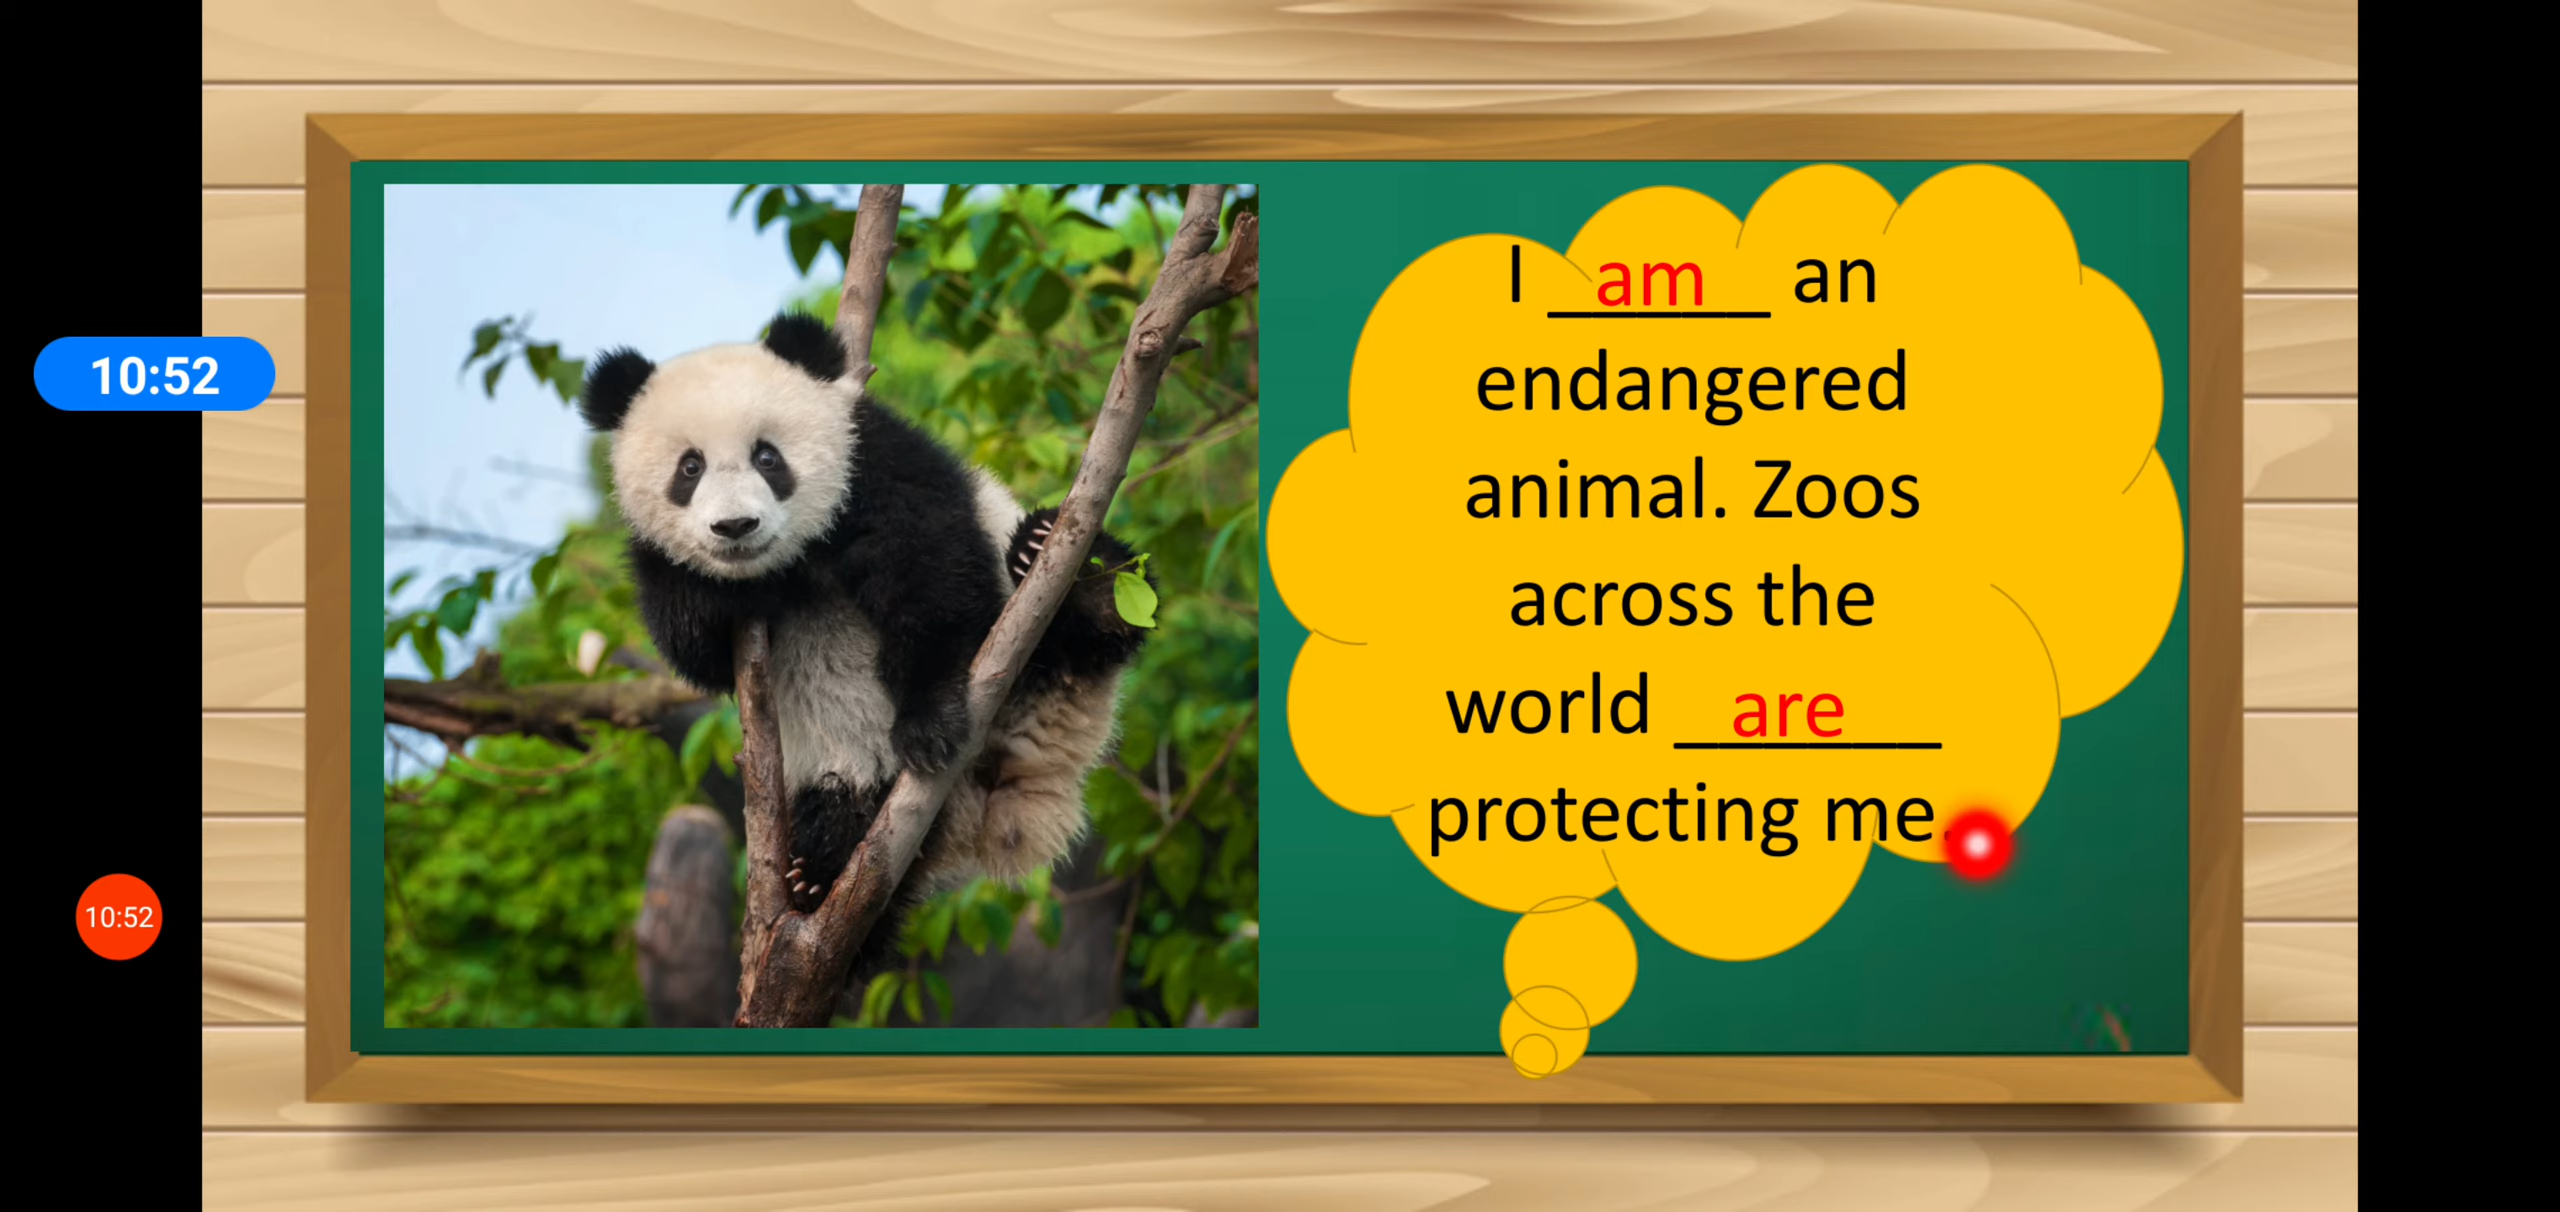 10:52
10:52
I am an
endangered
animal. Zoos
across the
world are
protecting me.